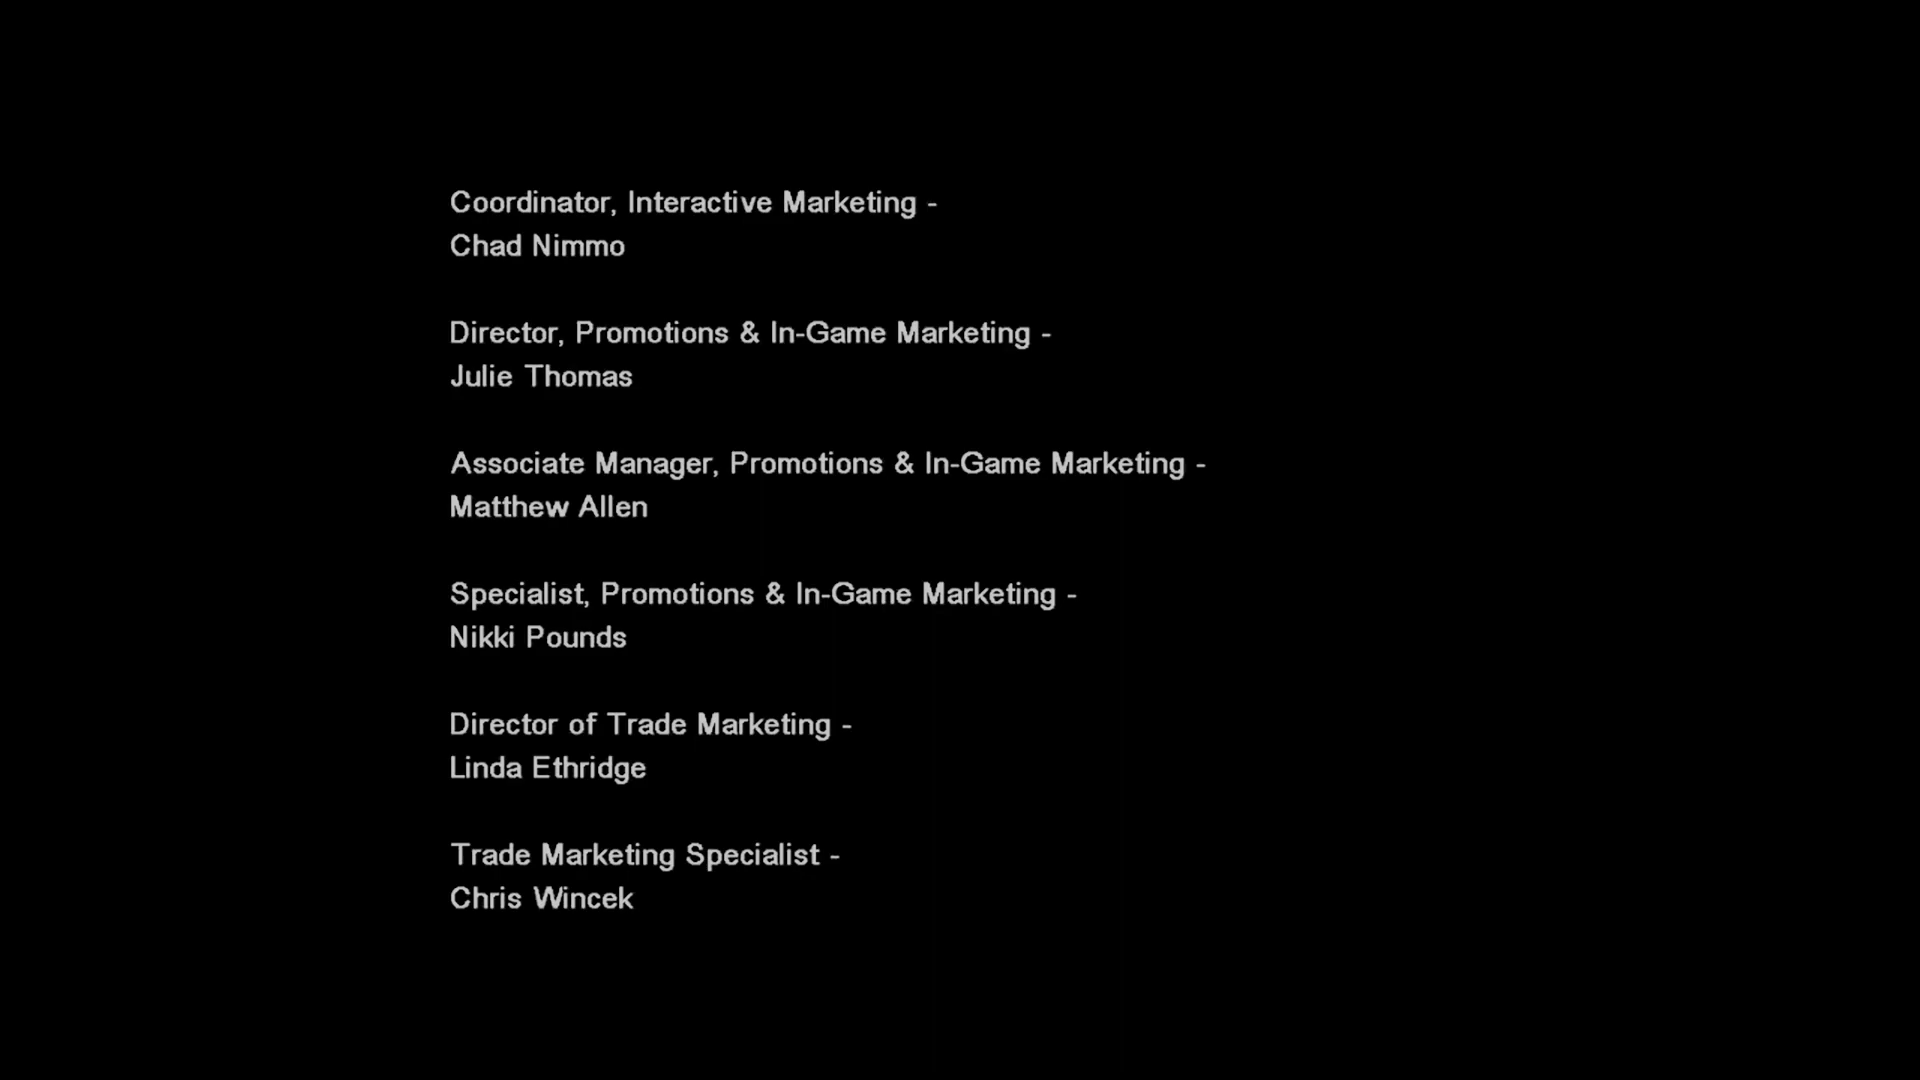 Coordinator, Interactive Marketing -
Chad Nimmo
Director, Promotions & In-Game Marketing -
Julie Thomas
Associate Manager, Promotions & In-Game Marketing -
Matthew Allen
Specialist, Promotions & In-Game Marketing -
Nikki Pounds
Director of Trade Marketing -
Linda Ethridge
Trade Marketing Specialist -
Chris Wincek